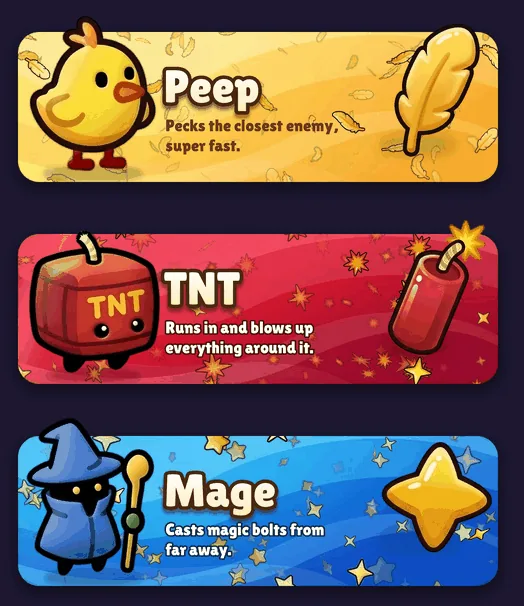 Peep
Pecks the closest enemy,
super fast.
TNT
TNT
Runs in and blows up
everything around it.
Mage
Casts magic bolts from
far away.